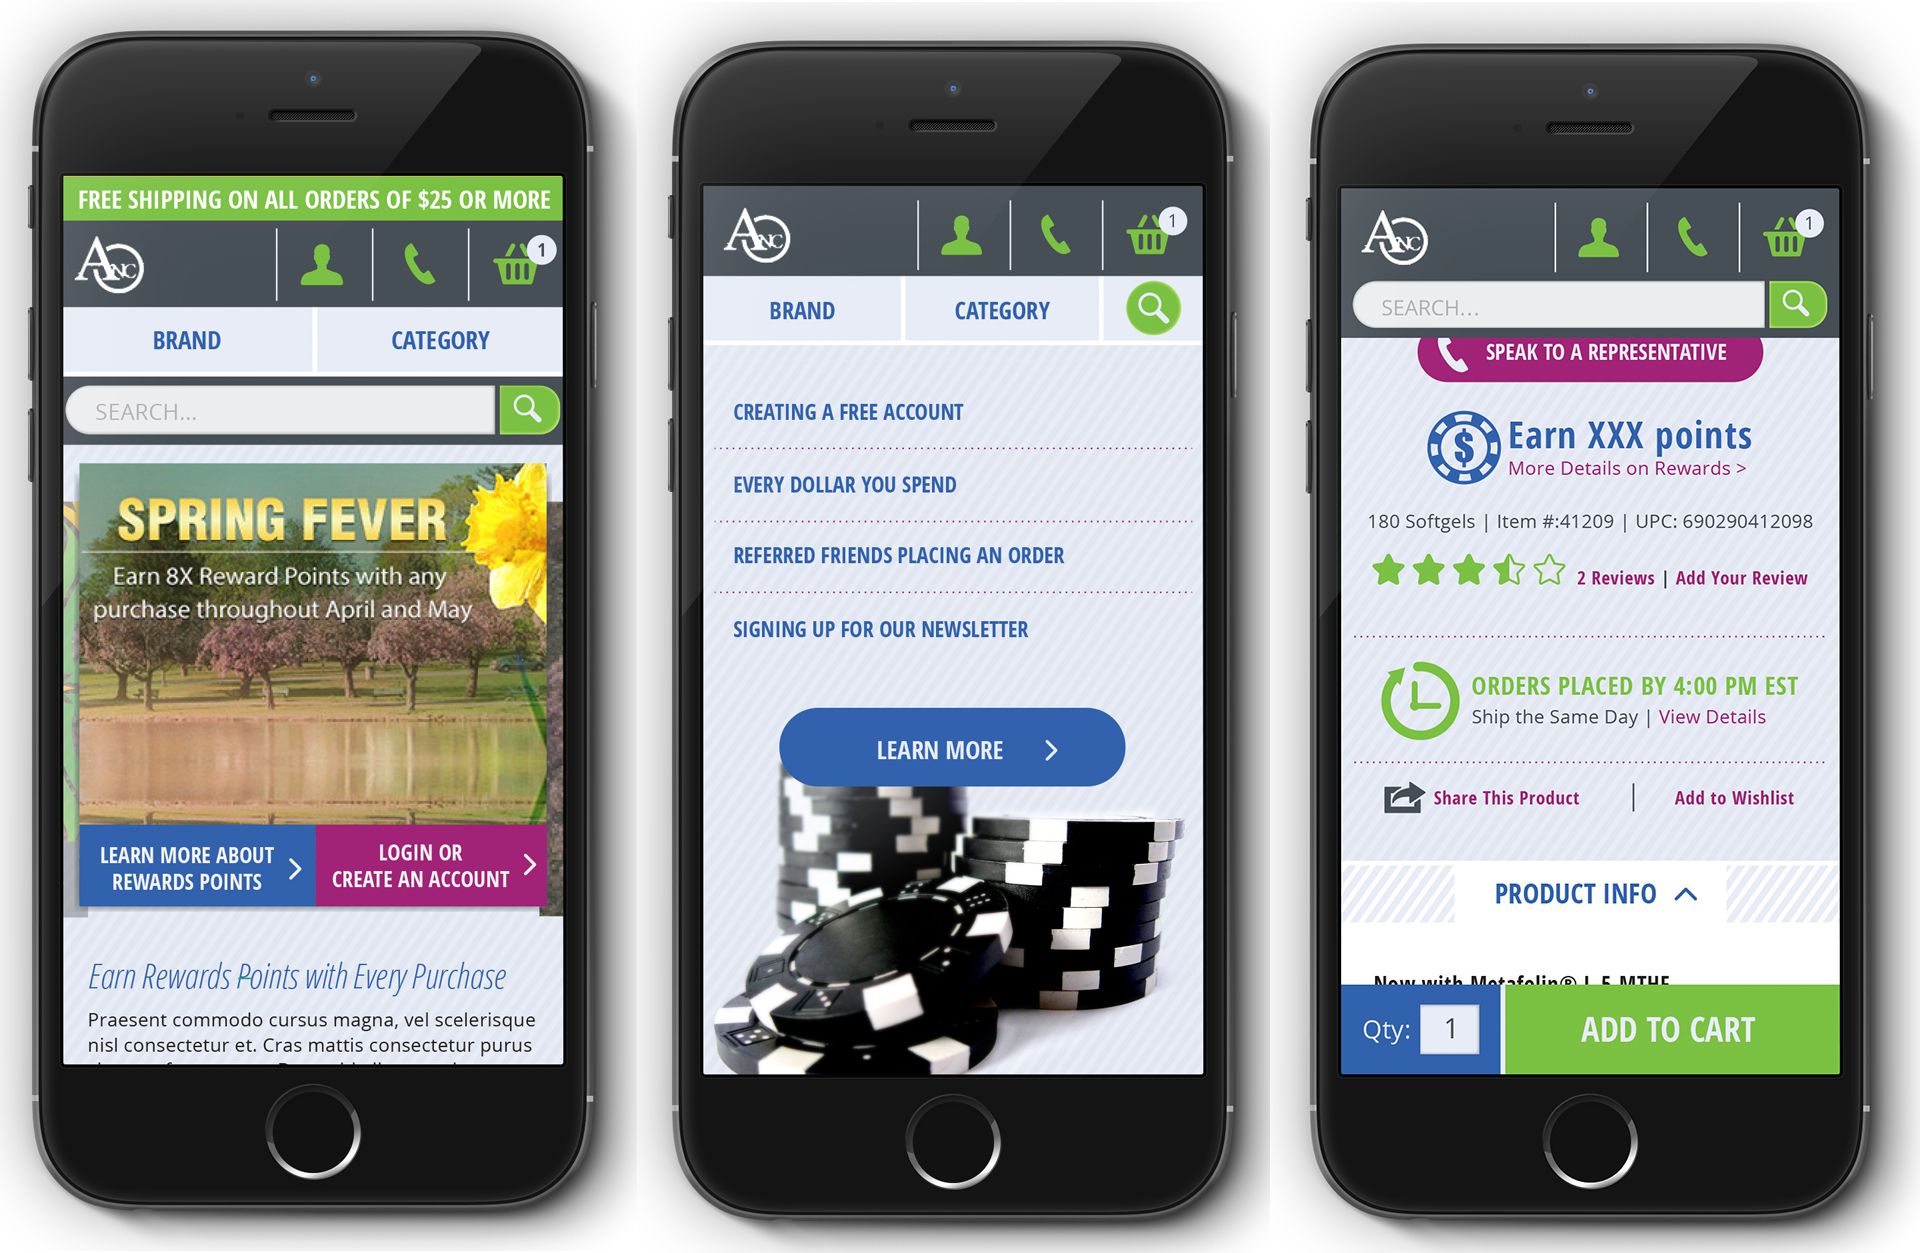 FREE SHIPPING ON ALL ORDERS OF $25 OR MORE
ANC
1
BRAND
CATEGORY
SEARCH...
SPRING FEVER
Earn 8X Reward Points with any
purchase throughout April and May
LEARN MORE ABOUT
REWARDS POINTS
LOGIN OR
CREATE AN ACCOUNT
Earn Rewards Points with Every Purchase
Praesent commodo cursus magna, vel scelerisque
nisl consectetur et. Cras mattis consectetur purus
ANC
1
BRAND
CATEGORY
CREATING A FREE ACCOUNT
EVERY DOLLAR YOU SPEND
REFERRED FRIENDS PLACING AN ORDER
SIGNING UP FOR OUR NEWSLETTER
LEARN MORE
ANC
1
SEARCH...
SPEAK TO A REPRESENTATIVE
$
Earn XXX points
More Details on Rewards >
180 Softgels | Item #:41209 | UPC: 690290412098
2 Reviews | Add Your Review
ORDERS PLACED BY 4:00 PM EST
Ship the Same Day | View Details
Share This Product | Add to Wishlist
PRODUCT INFO
Now with Metafolin® L-5-MTHF
Qty: 1
ADD TO CART